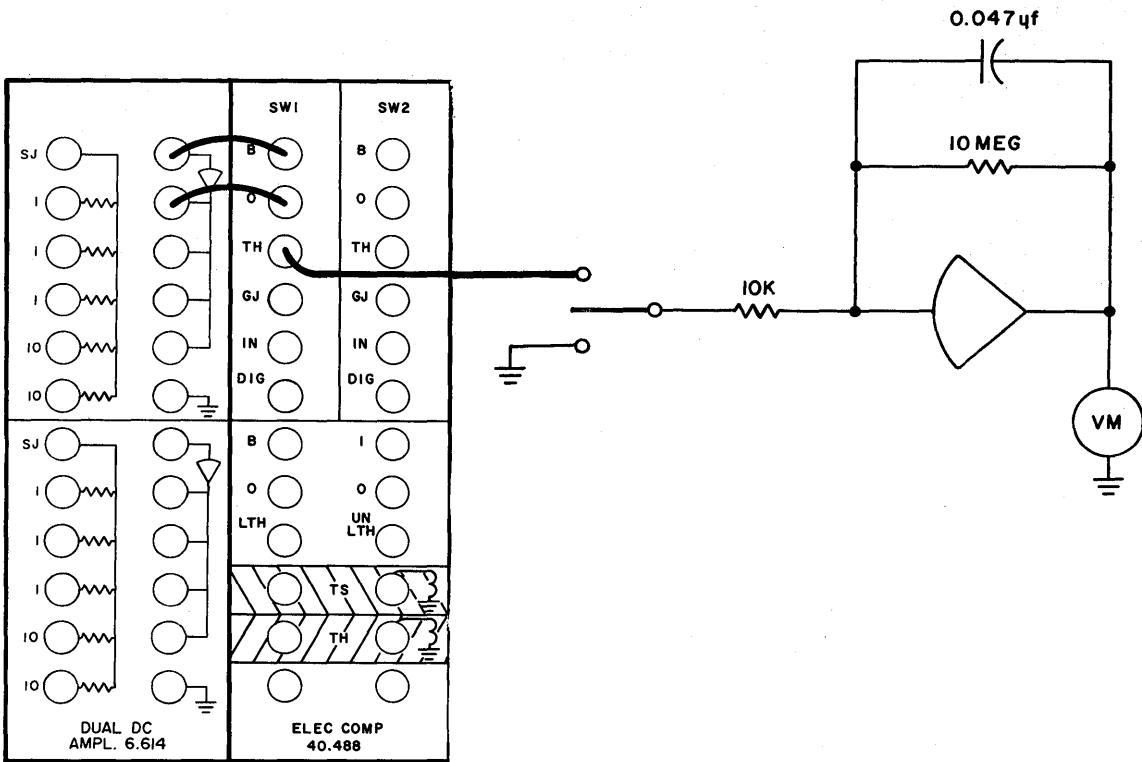 0.047µf
10 MEG
10K
VM
SW1 SW2
SJ B B
1 O O
1 TH TH
1 GJ GJ
10 IN IN
10 DIG DIG
SJ B 1
1 O O
1 LTH UN LTH
1 TS
10 TH
10
DUAL DC
AMPL. 6.614
ELEC COMP
40.488